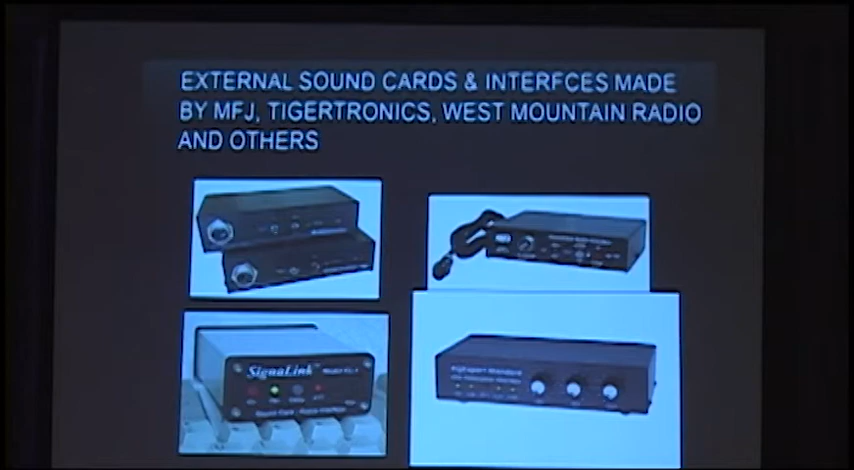 EXTERNAL SOUND CARDS & INTERFCES MADE
BY MFJ, TIGERTRONICS, WEST MOUNTAIN RADIO
AND OTHERS
SignaLink